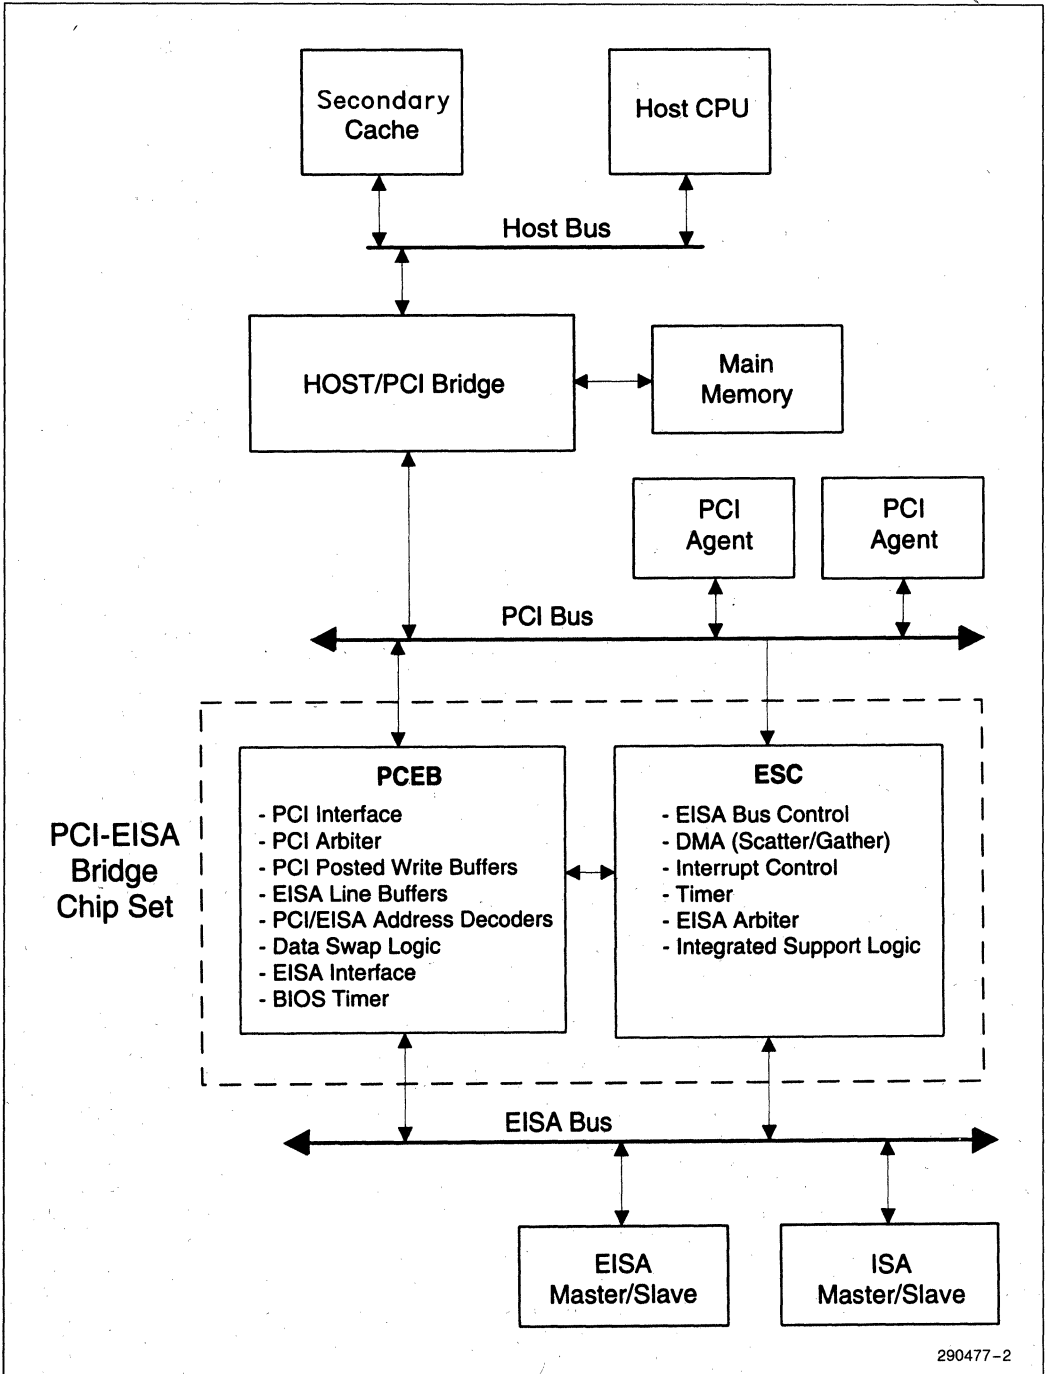 Secondary
Cache
Host CPU
Host Bus
HOST/PCI Bridge
Main
Memory
PCI
Agent
PCI
Agent
PCI Bus
PCI-EISA
Bridge
Chip Set
PCEB
- PCI Interface
- PCI Arbiter
- PCI Posted Write Buffers
- EISA Line Buffers
- PCI/EISA Address Decoders
- Data Swap Logic
- EISA Interface
- BIOS Timer
ESC
- EISA Bus Control
- DMA (Scatter/Gather)
- Interrupt Control
- Timer
- EISA Arbiter
- Integrated Support Logic
EISA Bus
EISA
Master/Slave
ISA
Master/Slave
290477-2